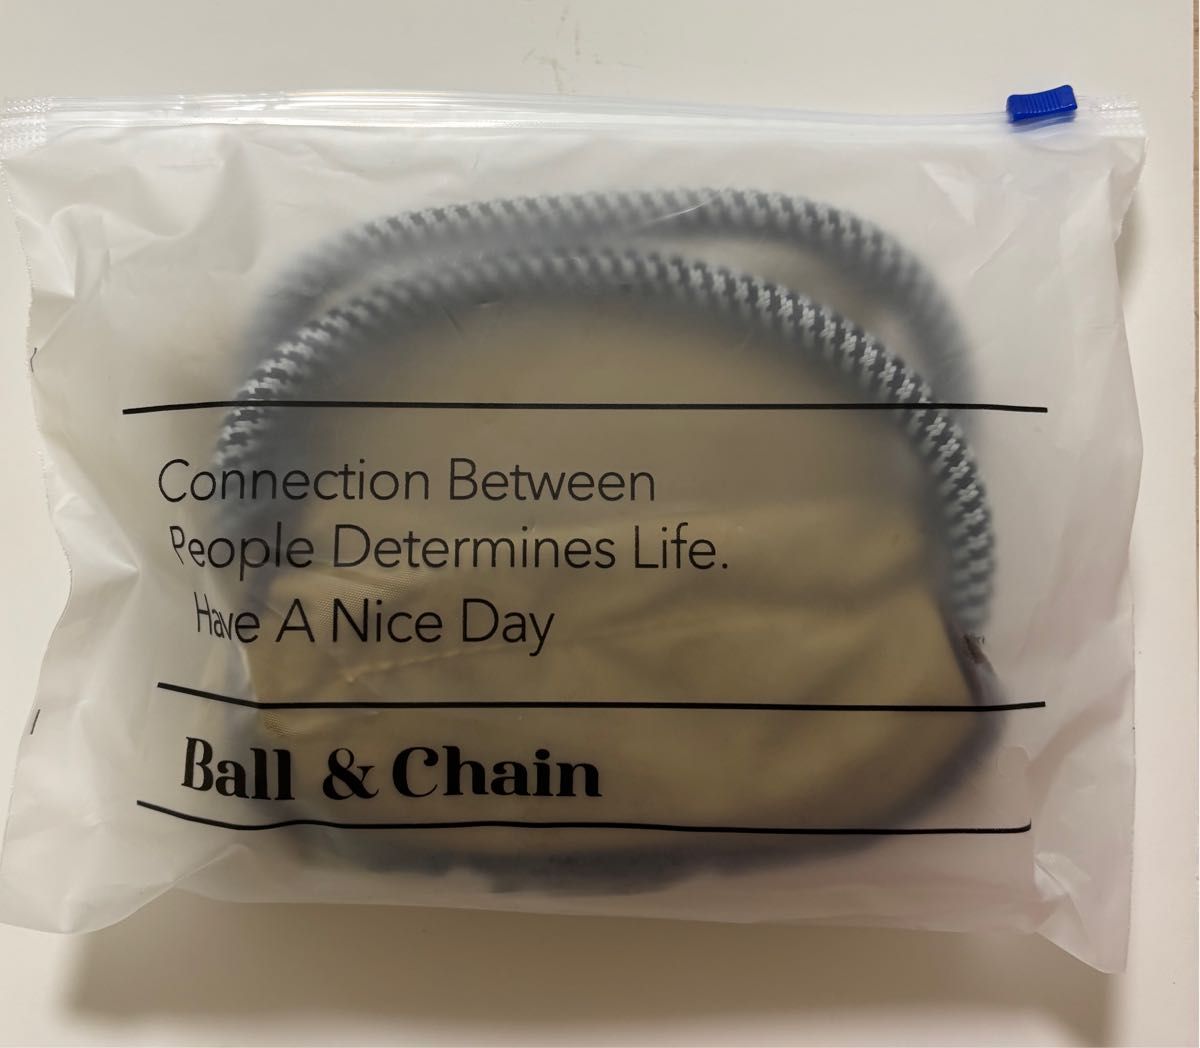 Connection Between
People Determines Life.
Have A Nice Day
Ball & Chain